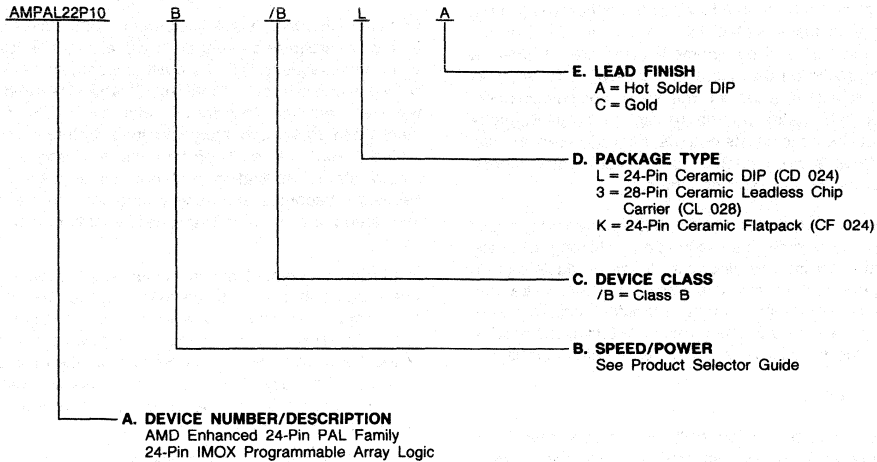 AMPAL22P10 B /B L A
E. LEAD FINISH
A = Hot Solder DIP
C = Gold
D. PACKAGE TYPE
L = 24-Pin Ceramic DIP (CD 024)
3 = 28-Pin Ceramic Leadless Chip
Carrier (CL 028)
K = 24-Pin Ceramic Flatpack (CF 024)
C. DEVICE CLASS
/B = Class B
B. SPEED/POWER
See Product Selector Guide
A. DEVICE NUMBER/DESCRIPTION
AMD Enhanced 24-Pin PAL Family
24-Pin IMOX Programmable Array Logic